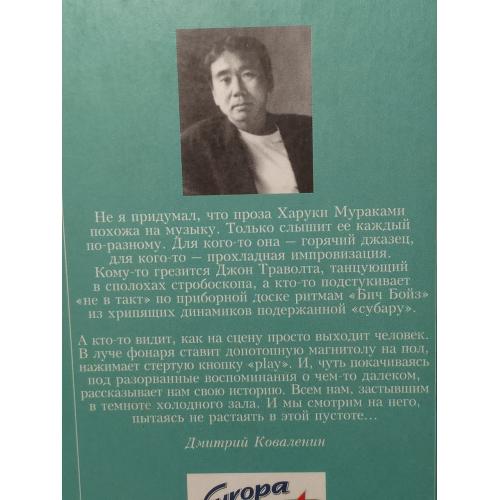 Не я придумал, что проза Харуки Мураками
похожа на музыку. Только слышит ее каждый
по-разному. Для кого-то она — горячий джазец,
для кого-то — прохладная импровизация.
Кому-то грезится Джон Траволта, танцующий
в сполохах стробоскопа, а кто-то подстукивает
«не в такт» по приборной доске ритмам «Бич Бойз»
из хрипящих динамиков подержанной «субару».
А кто-то видит, как на сцену просто выходит человек.
В луче фонаря ставит допотопную магнитолу на пол,
нажимает стертую кнопку «play». И, чуть покачиваясь
под разорванные воспоминания о чем-то далеком,
рассказывает нам свою историю. Всем нам, застывшим
в темноте холодного зала. И мы смотрим на него,
пытаясь не растаять в этой пустоте...
Дмитрий Коваленин
Европа